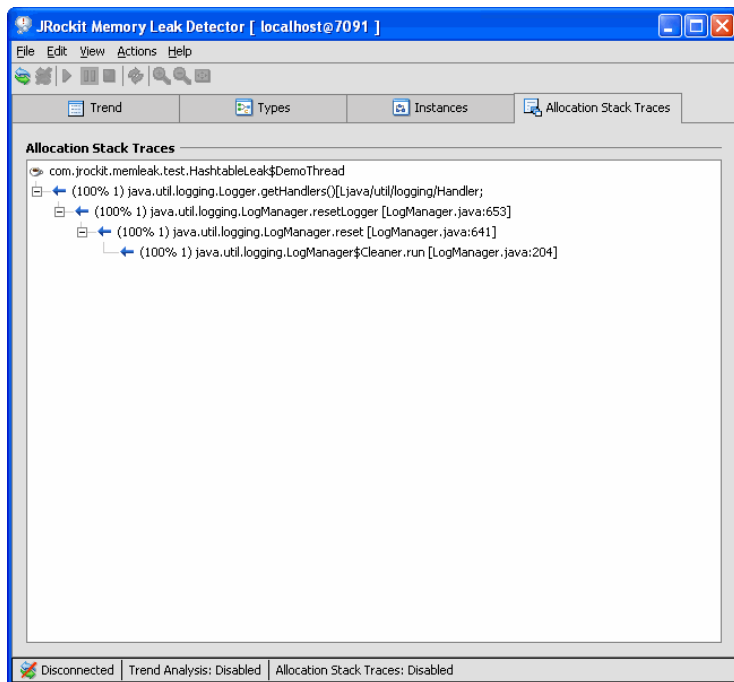 JRockit Memory Leak Detector [ localhost@7091 ]
File Edit View Actions Help
Trend Types Instances Allocation Stack Traces
Allocation Stack Traces
com.jrockit.memleak.test.HashtableLeak$DemoThread
(100% 1) java.util.logging.Logger.getHandlers()[Ljava/util/logging/Handler;
(100% 1) java.util.logging.LogManager.resetLogger [LogManager.java:653]
(100% 1) java.util.logging.LogManager.reset [LogManager.java:641]
(100% 1) java.util.logging.LogManager$Cleaner.run [LogManager.java:204]
Disconnected Trend Analysis: Disabled Allocation Stack Traces: Disabled